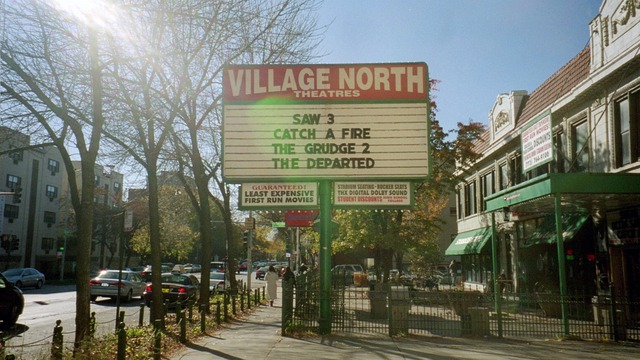 VILLAGE NORTH
THEATRES
SAW 3
CATCH A FIRE
THE GRUDGE 2
THE DEPARTED
GUARANTEED!
LEAST EXPENSIVE
FIRST RUN MOVIES
STADIUM SEATING - ROCKER SEATS
THE DIGITAL DOLBY SOUND
STUDENT DISCOUNTS